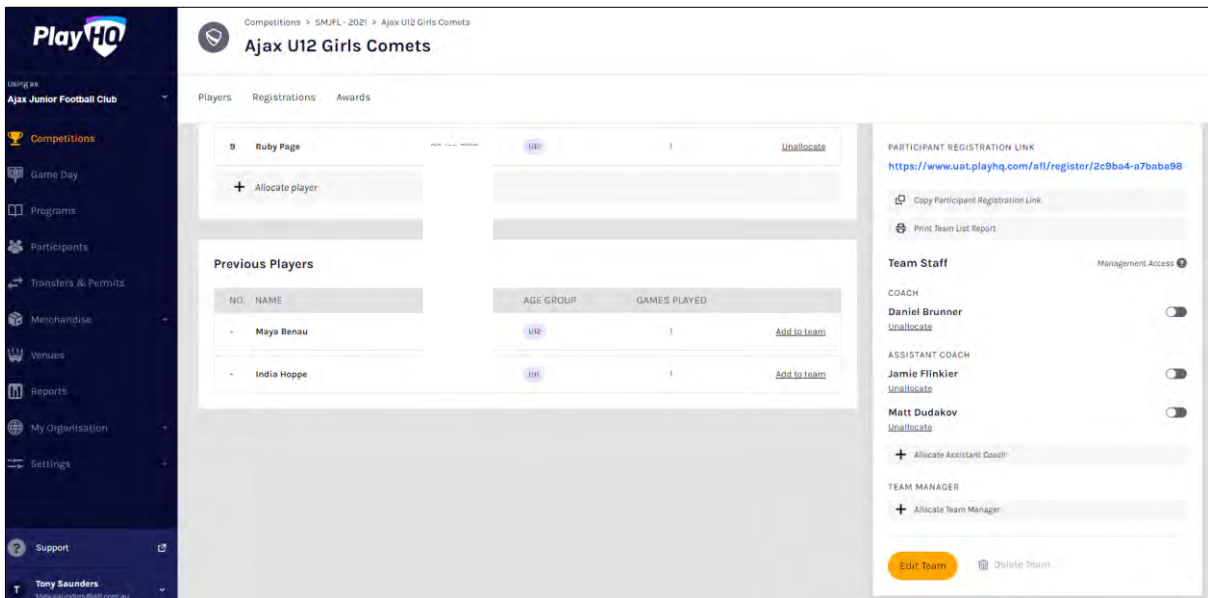 PlayHQ
Using as
Ajax Junior Football Club
Competitions
Game Day
Programs
Participants
Transfers & Permits
Merchandise
Venues
Reports
My Organisation
Settings
Support
T Tony Saunders
Competitions > SMJFL - 2021 > Ajax U12 Girls Comets
Ajax U12 Girls Comets
Players Registrations Awards
9 Ruby Page 1 Unallocate
+ Allocate player
Previous Players
NO. NAME AGE GROUP GAMES PLAYED
- Maya Benau U12 1 Add to team
- India Hoppe U11 1 Add to team
PARTICIPANT REGISTRATION LINK
https://www.uat.playhq.com/afl/register/2c9ba4-a7baba98
Copy Participant Registration Link
Print Team List Report
Team Staff Management Access ?
COACH
Daniel Brunner
Unallocate
ASSISTANT COACH
Jamie Flinkier
Unallocate
Matt Dudakov
Unallocate
+ Allocate Assistant Coach
TEAM MANAGER
+ Allocate Team Manager
Edit Team Delete Team